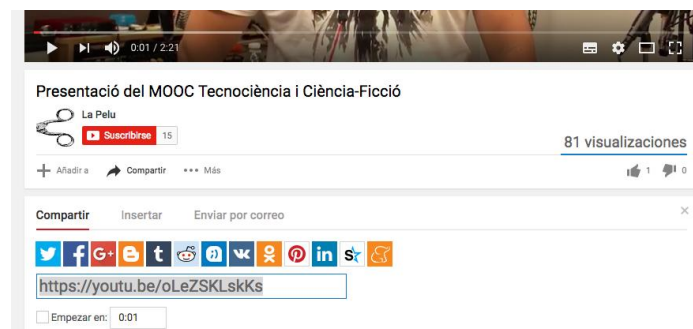 0:01 / 2:21
Presentació del MOOC Tecnociència i Ciència-Ficció
La Pelu
Suscribirse 15
81 visualizaciones
Añadir a Compartir Más
1 0
Compartir Insertar Enviar por correo
https://youtu.be/oLeZSKLskKs
Empezar en: 0:01